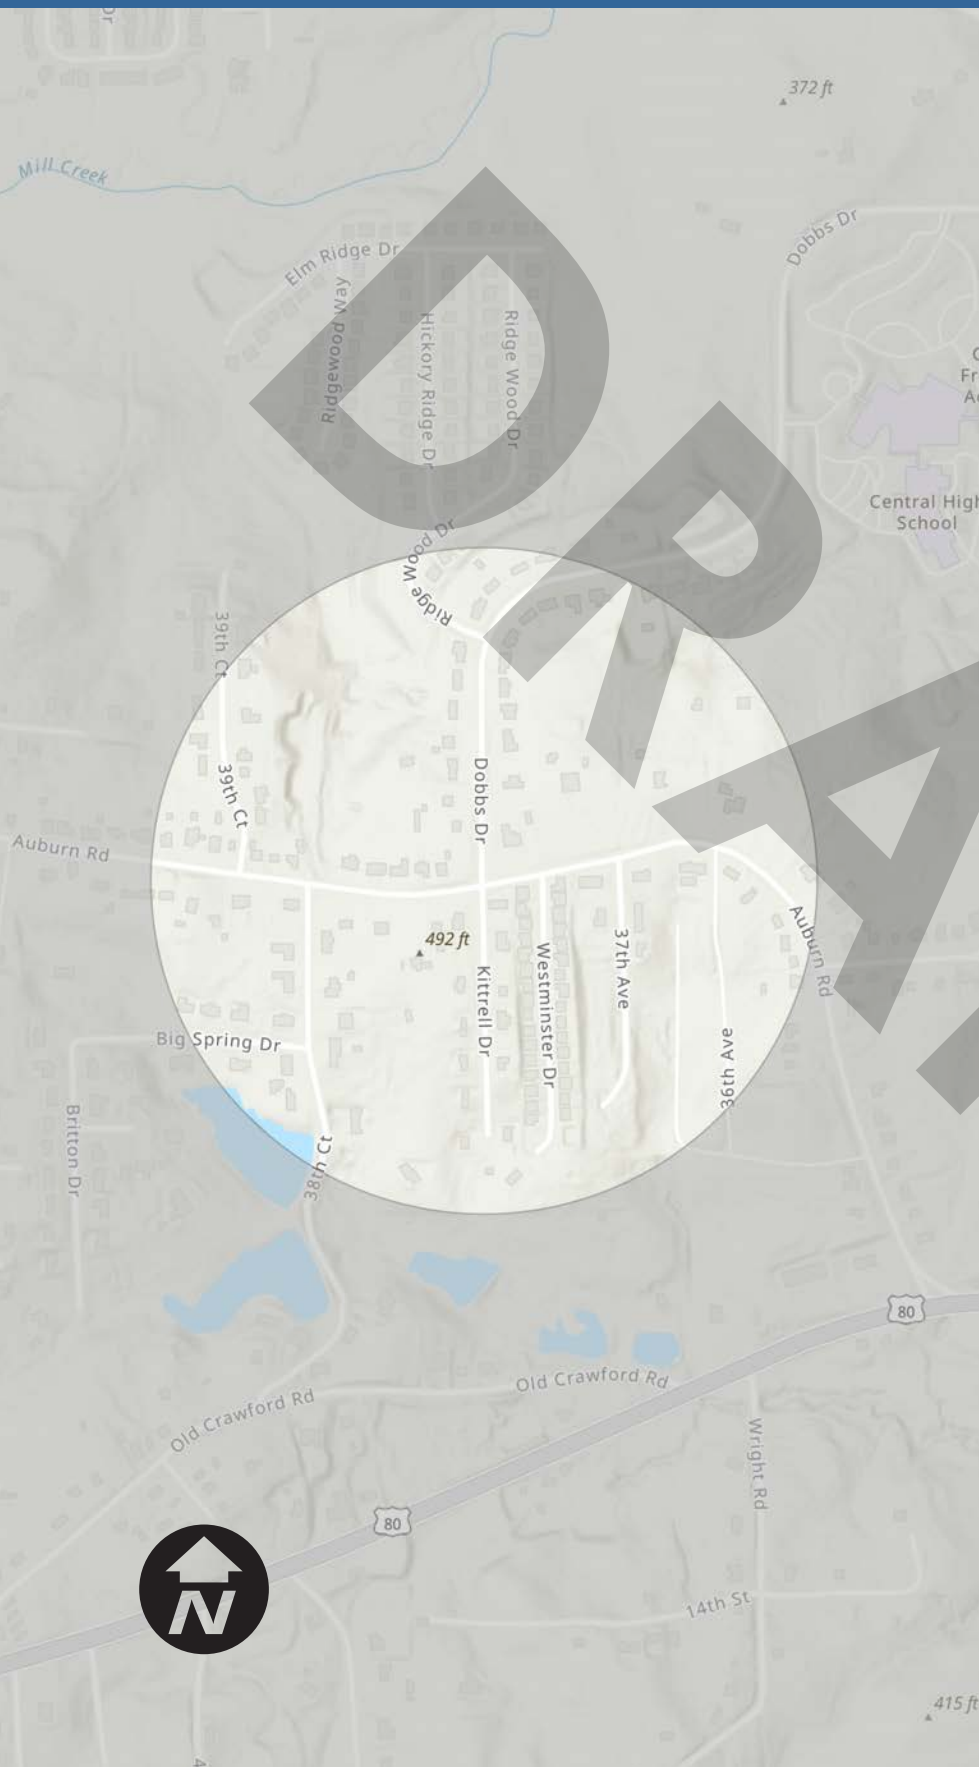 Dr
372 ft
Mill Creek
Dobbs Dr
Elm Ridge Dr
Ridgewood Way
Hickory Ridge Dr
Ridge Wood Dr
Central High
School
Ridge Wood Dr
39th Ct
39th Ct
Dobbs Dr
Auburn Rd
Auburn Rd
492 ft
Kittrell Dr
Westminster Dr
37th Ave
36th Ave
Big Spring Dr
Britton Dr
38th Ct
80
Old Crawford Rd
Old Crawford Rd
Wright Rd
80
14th St
N
415 ft
DRA